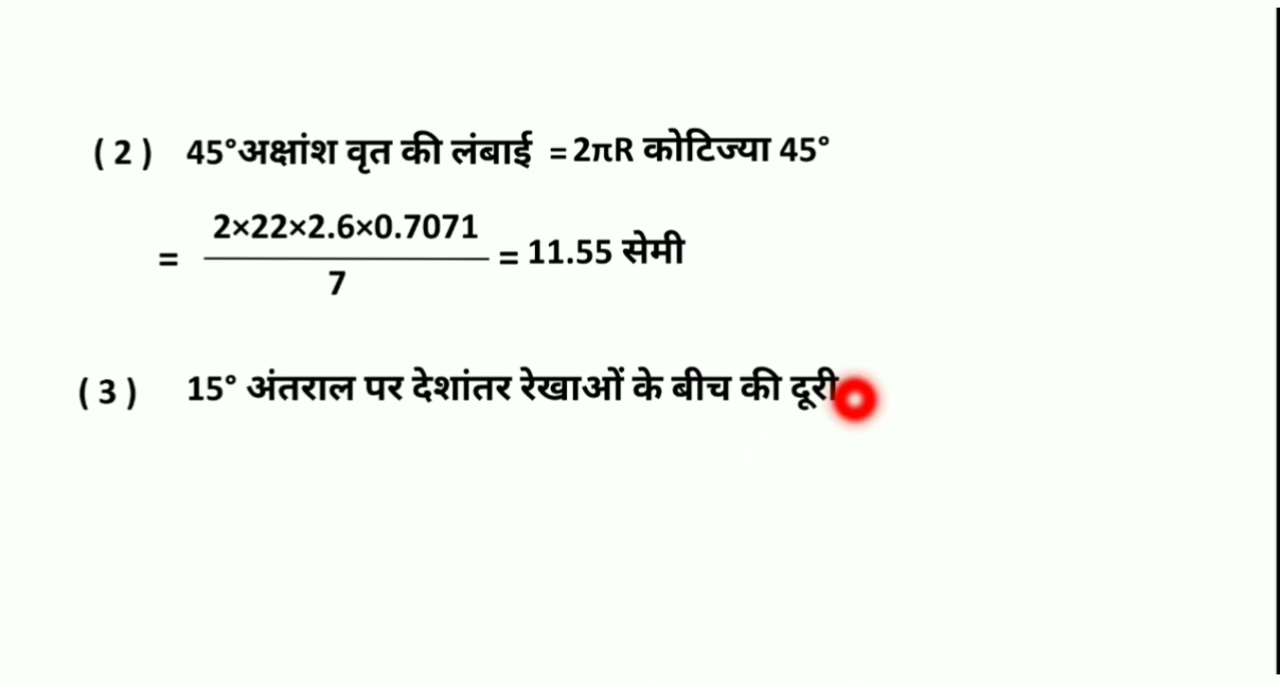 (2) 45°अक्षांश वृत की लंबाई = 2πR कोटिज्या 45°
= 2×22×2.6×0.7071 / 7 = 11.55 सेमी
(3) 15° अंतराल पर देशांतर रेखाओं के बीच की दूरी